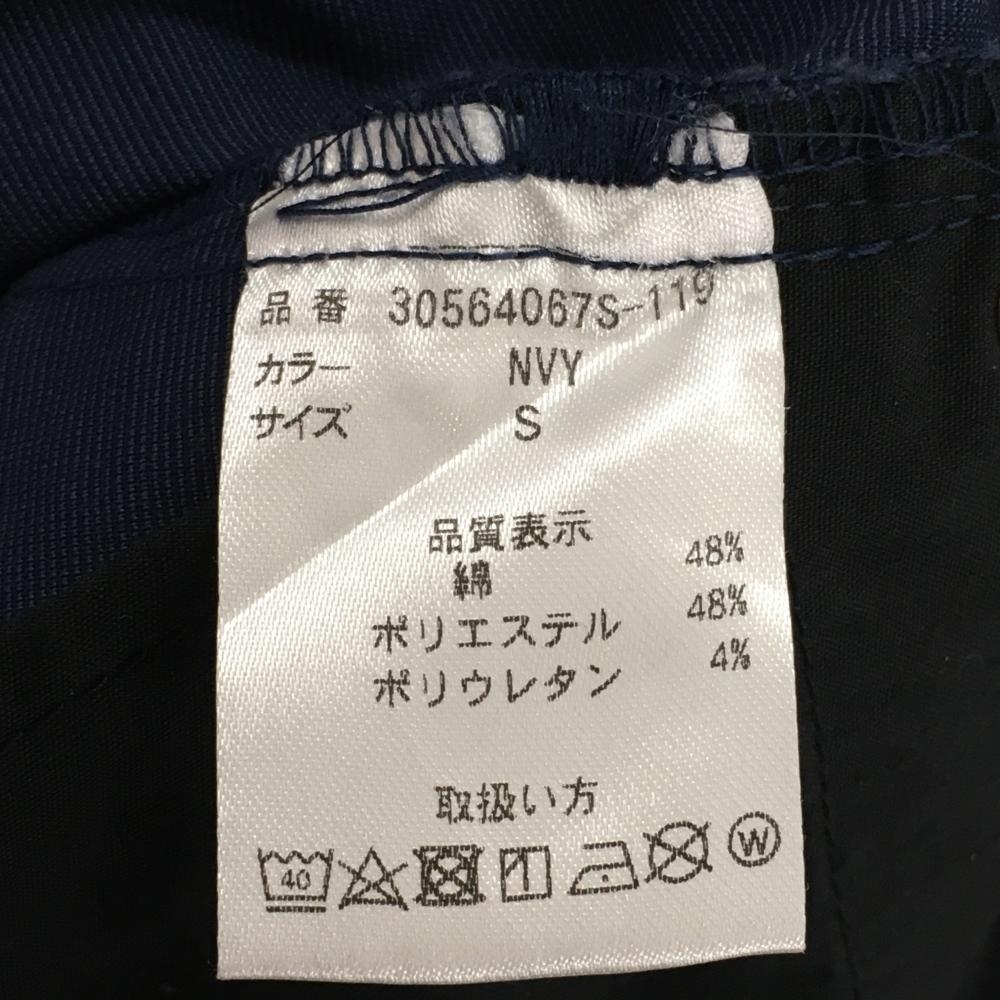 品番 30564067S-119
カラー NVY
サイズ S
品質表示
綿 48%
ポリエステル 48%
ポリウレタン 4%
取扱い方
40 W